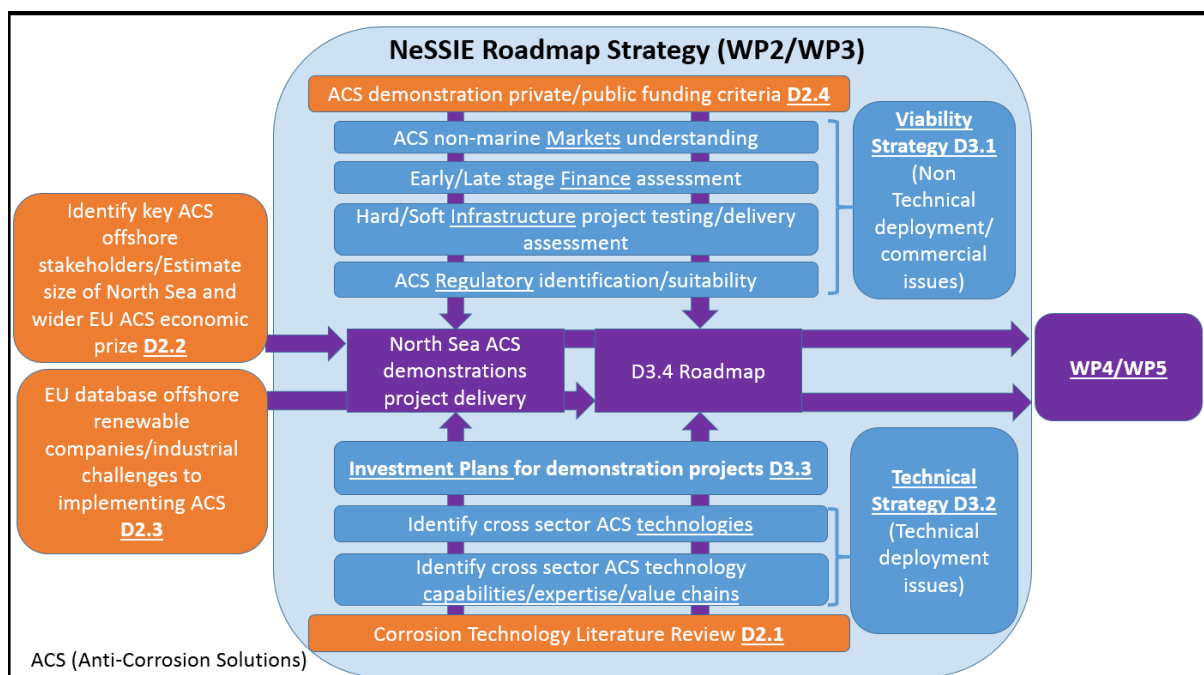 NeSSIE Roadmap Strategy (WP2/WP3)
ACS demonstration private/public funding criteria D2.4
ACS non-marine Markets understanding
Early/Late stage Finance assessment
Hard/Soft Infrastructure project testing/delivery
assessment
ACS Regulatory identification/suitability
Viability
Strategy D3.1
(Non
Technical
deployment/
commercial
issues)
Identify key ACS
offshore
stakeholders/Estimate
size of North Sea and
wider EU ACS economic
prize D2.2
EU database offshore
renewable
companies/industrial
challenges to
implementing ACS
D2.3
North Sea ACS
demonstrations
project delivery
D3.4 Roadmap
WP4/WP5
Investment Plans for demonstration projects D3.3
Identify cross sector ACS technologies
Identify cross sector ACS technology
capabilities/expertise/value chains
Technical
Strategy D3.2
(Technical
deployment
issues)
Corrosion Technology Literature Review D2.1
ACS (Anti-Corrosion Solutions)